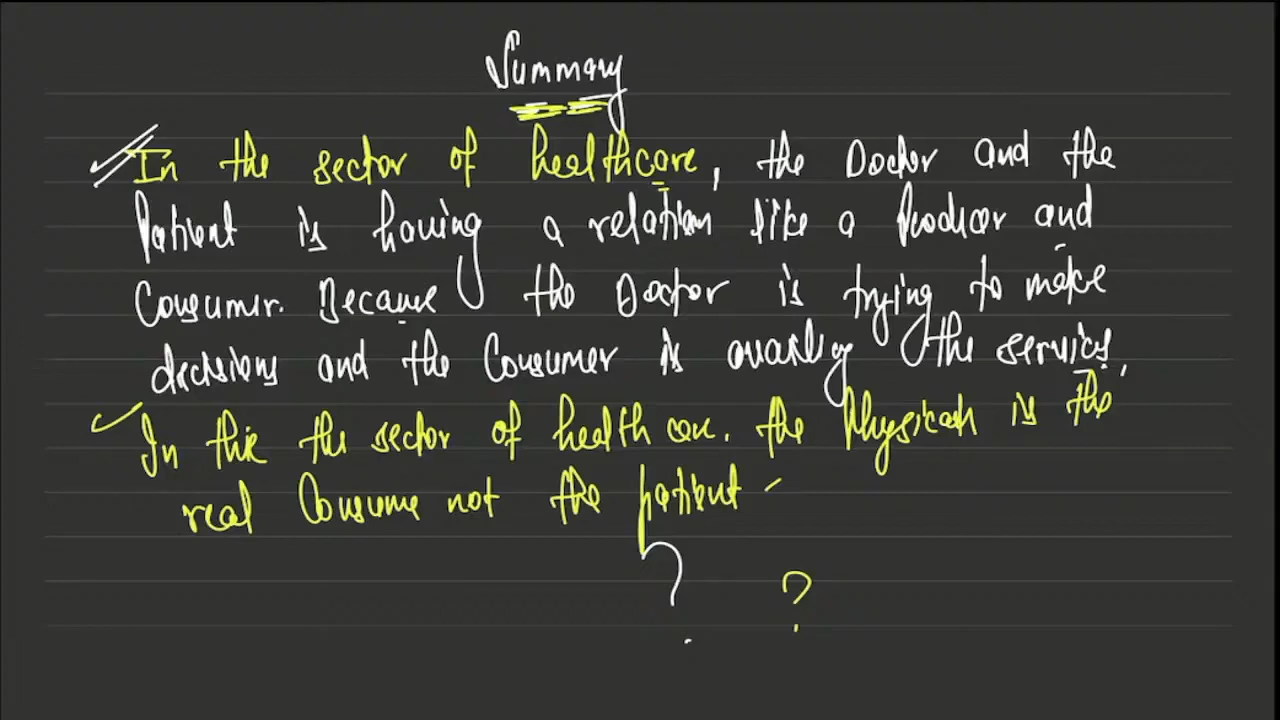 Summary
In the sector of healthcare, the Doctor and the
Patient is having a relation like a Producer and
Consumer. Because the Doctor is trying to make
decisions and the Consumer is availing the services.
In this the sector of health care. the Physician is the
real Consume not the patient
? ?